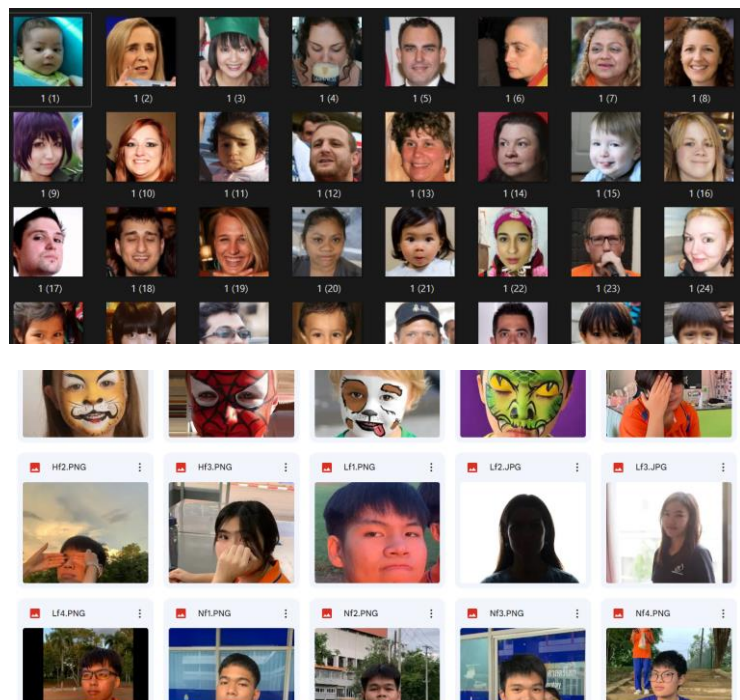 1 (1) 1 (2) 1 (3) 1 (4) 1 (5) 1 (6) 1 (7) 1 (8)
1 (9) 1 (10) 1 (11) 1 (12) 1 (13) 1 (14) 1 (15) 1 (16)
1 (17) 1 (18) 1 (19) 1 (20) 1 (21) 1 (22) 1 (23) 1 (24)
Hf2.PNG Hf3.PNG Lf1.PNG Lf2.JPG Lf3.JPG
Lf4.PNG Nf1.PNG Nf2.PNG Nf3.PNG Nf4.PNG